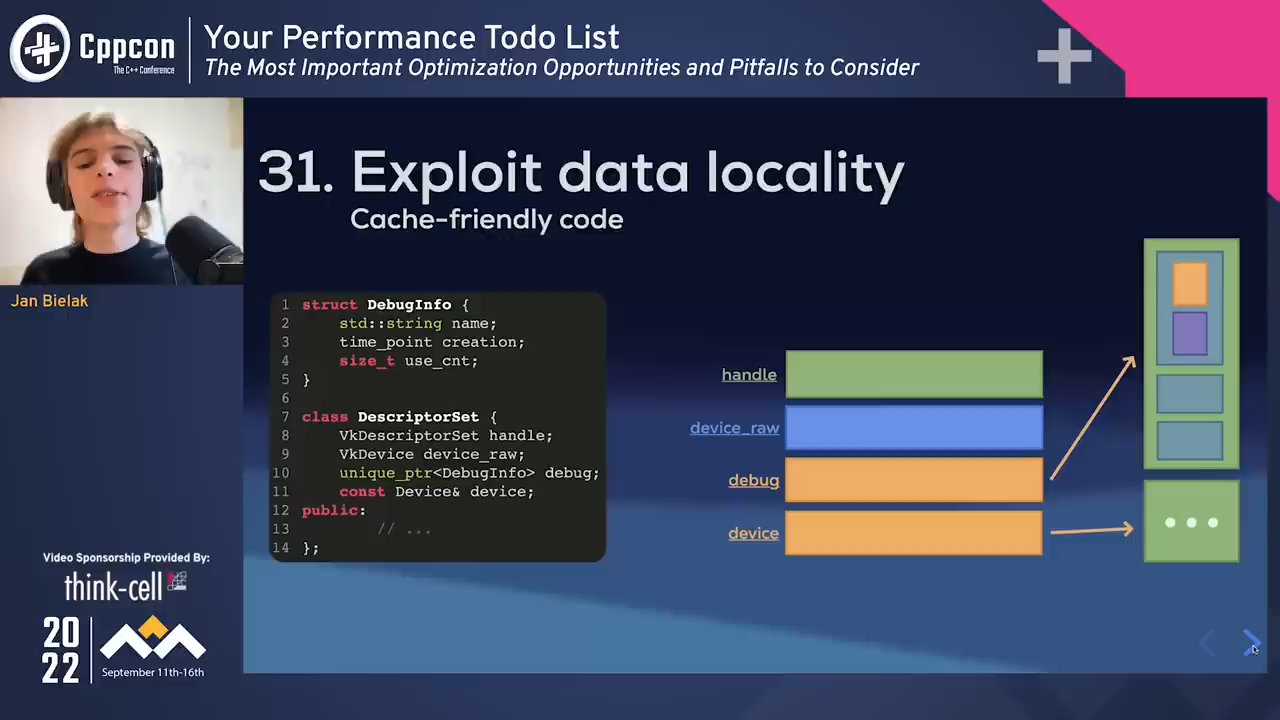 Cppcon
The C++ Conference
Your Performance Todo List
The Most Important Optimization Opportunities and Pitfalls to Consider
Jan Bielak
31. Exploit data locality
Cache-friendly code
1 struct DebugInfo {
2 std::string name;
3 time_point creation;
4 size_t use_cnt;
5 }
6
7 class DescriptorSet {
8 VkDescriptorSet handle;
9 VkDevice device_raw;
10 unique_ptr<DebugInfo> debug;
11 const Device& device;
12 public:
13 // ...
14 };
handle
device_raw
debug
device
Video Sponsorship Provided By:
think-cell
20
22
September 11th-16th